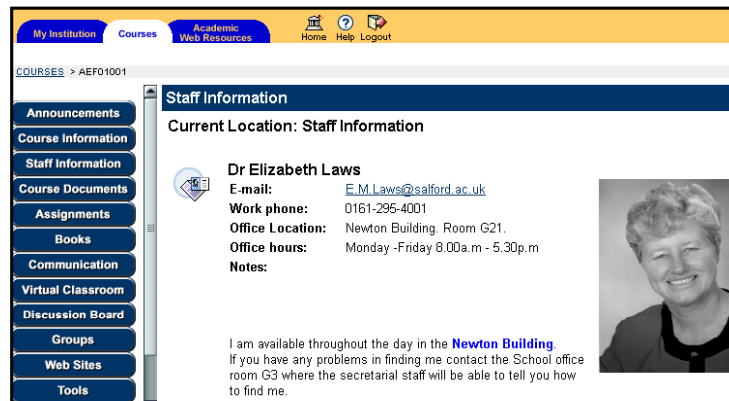 My Institution
Courses
Academic
Web Resources
Home Help Logout
COURSES > AEF01001
Announcements
Course Information
Staff Information
Course Documents
Assignments
Books
Communication
Virtual Classroom
Discussion Board
Groups
Web Sites
Tools
Staff Information
Current Location: Staff Information
Dr Elizabeth Laws
E-mail: E.M.Laws@salford.ac.uk
Work phone: 0161-295-4001
Office Location: Newton Building. Room G21.
Office hours: Monday -Friday 8.00a.m - 5.30p.m
Notes:
I am available throughout the day in the Newton Building.
If you have any problems in finding me contact the School office
room G3 where the secretarial staff will be able to tell you how
to find me.